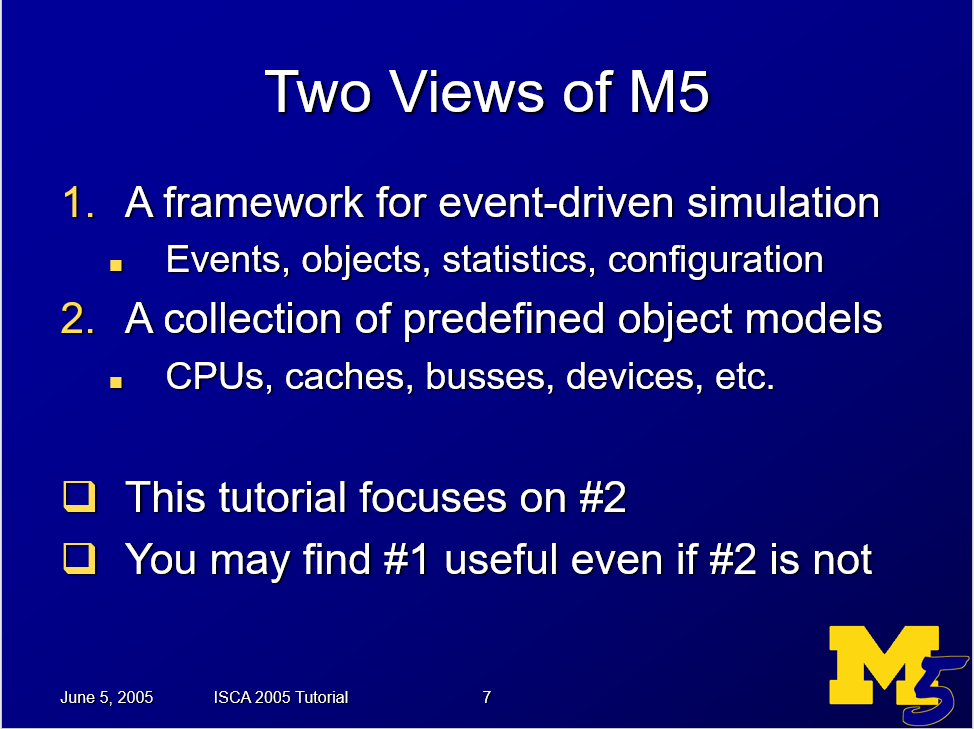 Two Views of M5
1. A framework for event-driven simulation
■ Events, objects, statistics, configuration
2. A collection of predefined object models
■ CPUs, caches, busses, devices, etc.
❑ This tutorial focuses on #2
❑ You may find #1 useful even if #2 is not
June 5, 2005 ISCA 2005 Tutorial 7
M5